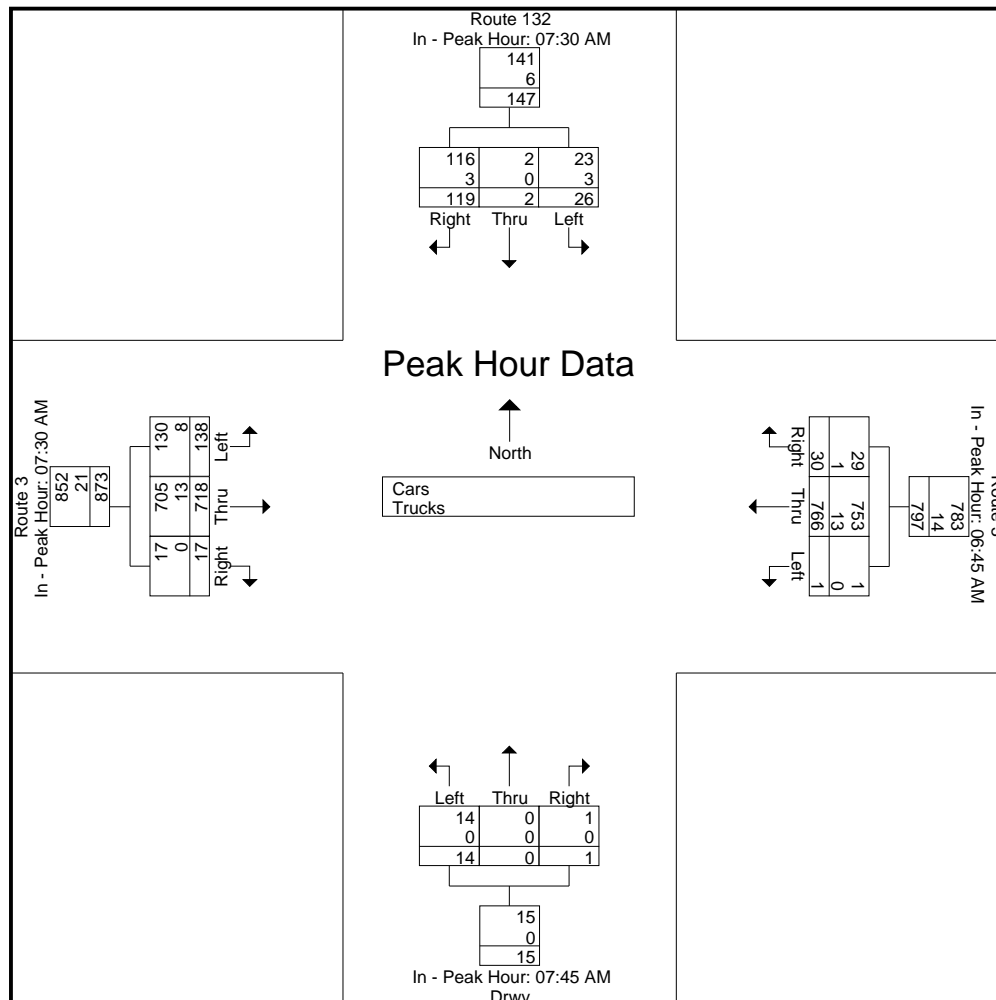 Route 132
In - Peak Hour: 07:30 AM
141
6
147
116 2 23
3 0 3
119 2 26
Right Thru Left
Peak Hour Data
North
Cars
Trucks
Route 3
In - Peak Hour: 07:30 AM
852
21
873
130 8 138
705 13 718
17 0 17
Left
Thru
Right
In - Peak Hour: 06:45 AM
783
14
797
29 1 30
753 13 766
1 0 1
Right
Thru
Left
Left Thru Right
14 0 1
0 0 0
14 0 1
15
0
15
In - Peak Hour: 07:45 AM
Drwy